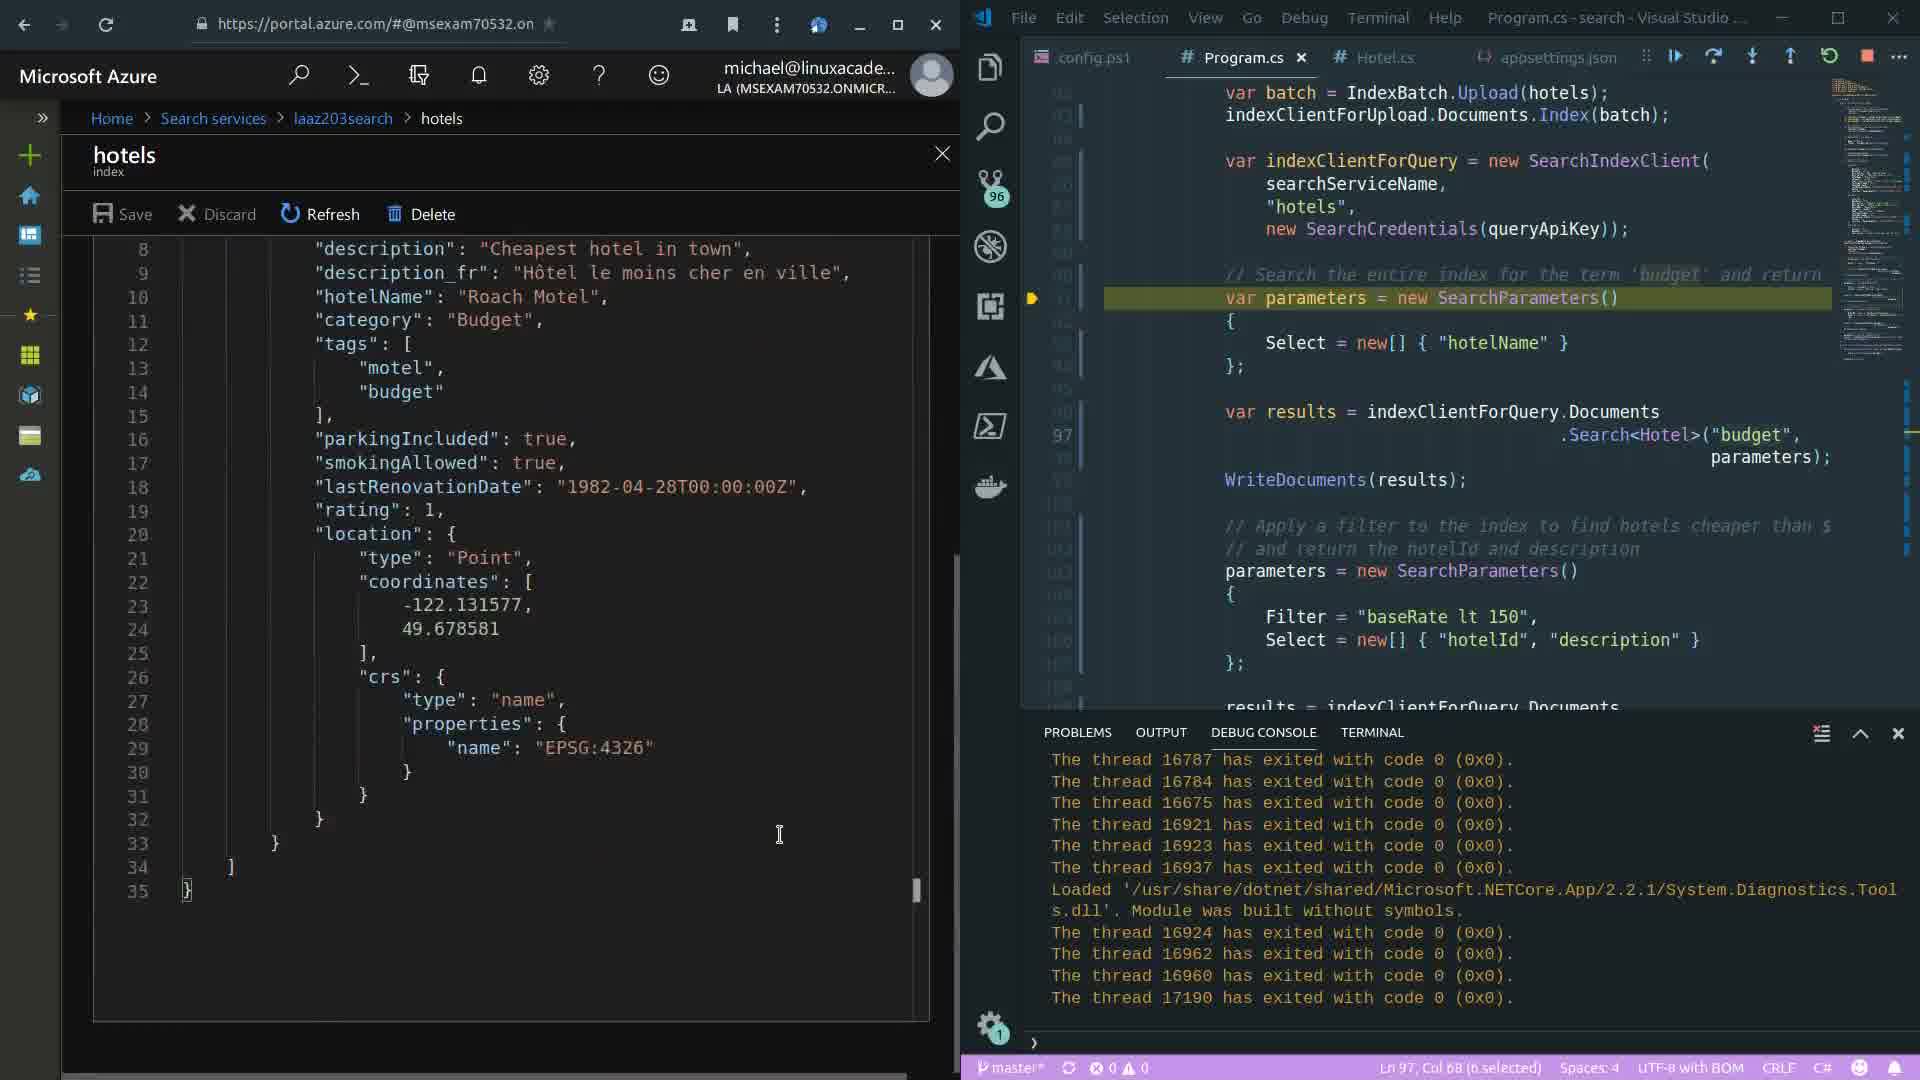 https://portal.azure.com/#@msexam70532.on
Microsoft Azure
michael@linuxacade...
LA (MSEXAM70532.ONMICR...
Home > Search services > laaz203search > hotels
hotels
index
Save
Discard
Refresh
Delete
8 "description": "Cheapest hotel in town",
9 "description_fr": "Hôtel le moins cher en ville",
10 "hotelName": "Roach Motel",
11 "category": "Budget",
12 "tags": [
13 "motel",
14 "budget"
15 ],
16 "parkingIncluded": true,
17 "smokingAllowed": true,
18 "lastRenovationDate": "1982-04-28T00:00:00Z",
19 "rating": 1,
20 "location": {
21 "type": "Point",
22 "coordinates": [
23 -122.131577,
24 49.678581
25 ],
26 "crs": {
27 "type": "name",
28 "properties": {
29 "name": "EPSG:4326"
30 }
31 }
32 }
33 }
34 ]
35 }
File Edit Selection View Go Debug Terminal Help Program.cs - search - Visual Studio ...
config.ps1
Program.cs
Hotel.cs
appsettings.json
96
var batch = IndexBatch.Upload(hotels);
indexClientForUpload.Documents.Index(batch);
var indexClientForQuery = new SearchIndexClient(
searchServiceName,
"hotels",
new SearchCredentials(queryApiKey));
// Search the entire index for the term 'budget' and return
var parameters = new SearchParameters()
{
Select = new[] { "hotelName" }
};
var results = indexClientForQuery.Documents
97 .Search<Hotel>("budget",
parameters);
WriteDocuments(results);
// Apply a filter to the index to find hotels cheaper than $
// and return the hotelId and description
parameters = new SearchParameters()
{
Filter = "baseRate lt 150",
Select = new[] { "hotelId", "description" }
};
results = indexClientForQuery.Documents
PROBLEMS OUTPUT DEBUG CONSOLE TERMINAL
The thread 16787 has exited with code 0 (0x0).
The thread 16784 has exited with code 0 (0x0).
The thread 16675 has exited with code 0 (0x0).
The thread 16921 has exited with code 0 (0x0).
The thread 16923 has exited with code 0 (0x0).
The thread 16937 has exited with code 0 (0x0).
Loaded '/usr/share/dotnet/shared/Microsoft.NETCore.App/2.2.1/System.Diagnostics.Tool
s.dll'. Module was built without symbols.
The thread 16924 has exited with code 0 (0x0).
The thread 16962 has exited with code 0 (0x0).
The thread 16960 has exited with code 0 (0x0).
The thread 17190 has exited with code 0 (0x0).
1
master* 0 0 Ln 97, Col 68 (6 selected) Spaces: 4 UTF-8 with BOM CRLF C#